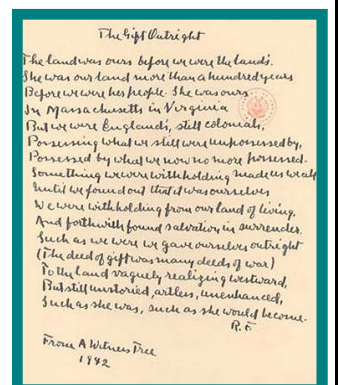 The Gift Outright
The land was ours before we were the land's.
She was our land more than a hundred years
Before we were her people. She was ours
In Massachusetts in Virginia
But we were England's, still colonials,
Possessing what we still were unpossessed by,
Possessed by what we now no more possessed.
Something we were withholding made us weak
Until we found out that it was ourselves
We were withholding from our land of living,
And forthwith found salvation in surrender.
Such as we were we gave ourselves outright
(The deed of gift was many deeds of war)
To the land vaguely realizing westward,
But still unstoried, artless, unenhanced,
Such as she was, such as she would become.
R. F.
From A Witness Tree
1942